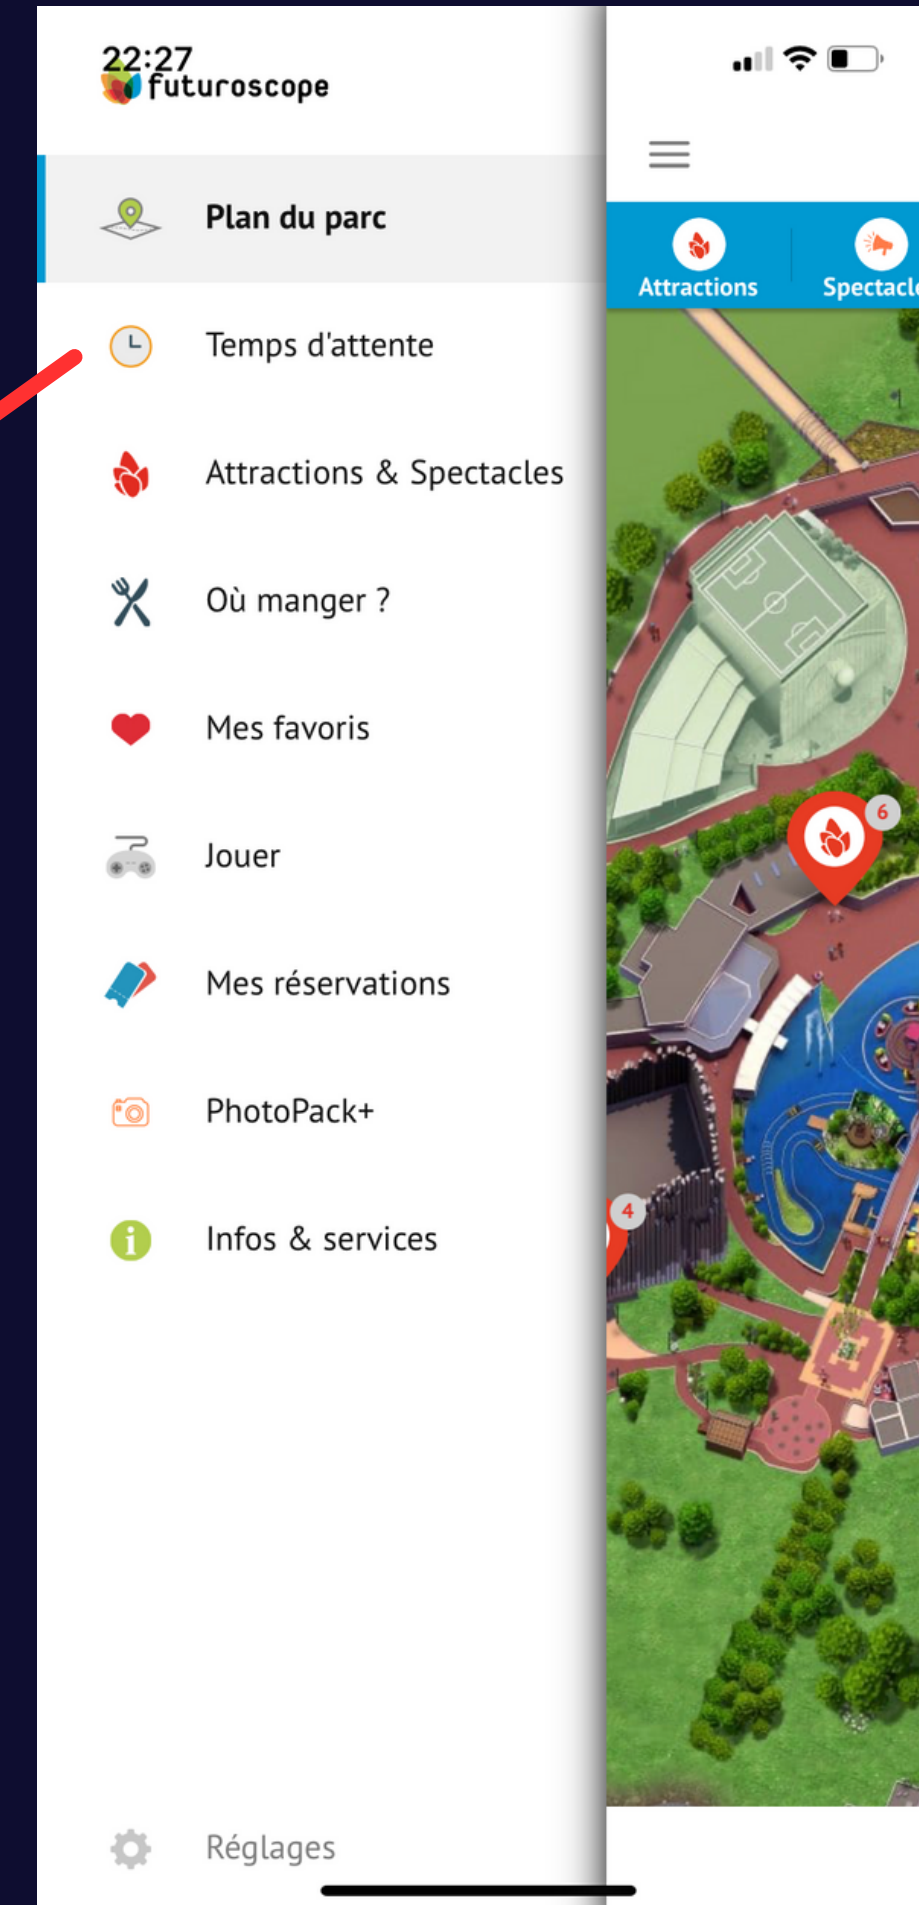 22:27
futuroscope
Plan du parc
Temps d'attente
Attractions & Spectacles
Où manger ?
Mes favoris
Jouer
Mes réservations
PhotoPack+
Infos & services
Réglages
Attractions
Spectacle
6
4